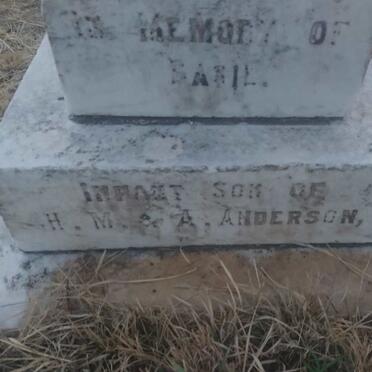 IN MEMORY OF
BASIL.
INFANT SON OF
H. M. & A. ANDERSON,